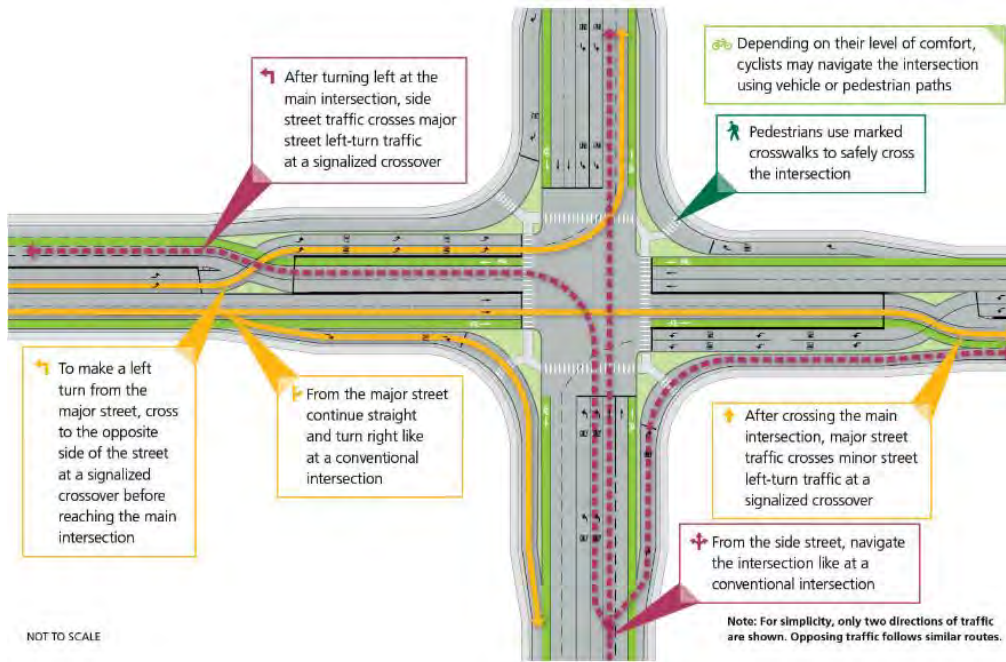 After turning left at the
main intersection, side
street traffic crosses major
street left-turn traffic
at a signalized crossover
Depending on their level of comfort,
cyclists may navigate the intersection
using vehicle or pedestrian paths
Pedestrians use marked
crosswalks to safely cross
the intersection
To make a left
turn from the
major street, cross
to the opposite
side of the street
at a signalized
crossover before
reaching the main
intersection
From the major street
continue straight
and turn right like
at a conventional
intersection
After crossing the main
intersection, major street
traffic crosses minor street
left-turn traffic at a
signalized crossover
From the side street, navigate
the intersection like at a
conventional intersection
NOT TO SCALE
Note: For simplicity, only two directions of traffic
are shown. Opposing traffic follows similar routes.